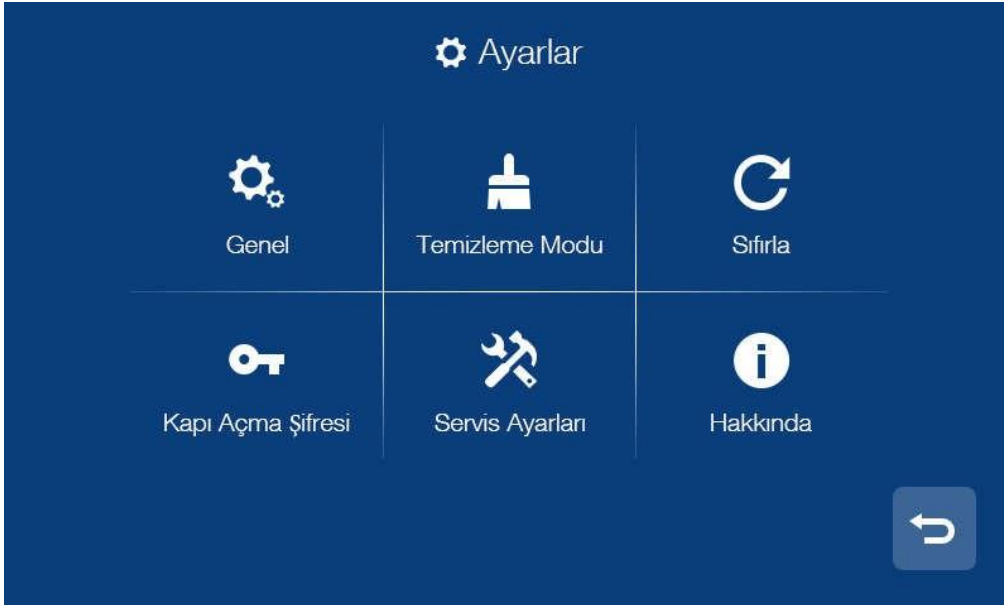 Ayarlar
Genel
Temizleme Modu
Sıfırla
Kapı Açma Şifresi
Servis Ayarları
Hakkında